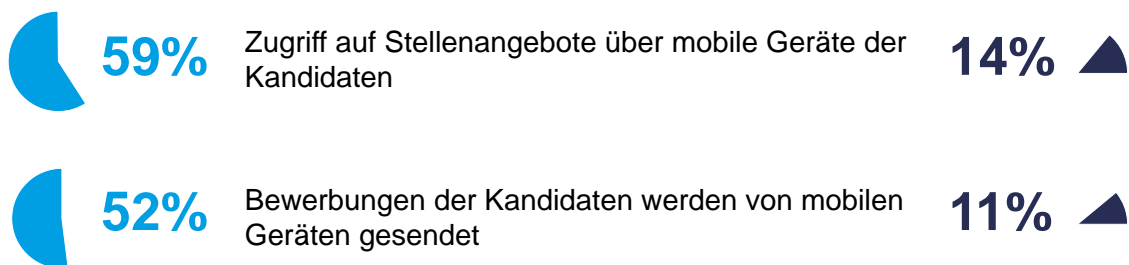 59% Zugriff auf Stellenangebote über mobile Geräte der 14%
Kandidaten
52% Bewerbungen der Kandidaten werden von mobilen 11%
Geräten gesendet